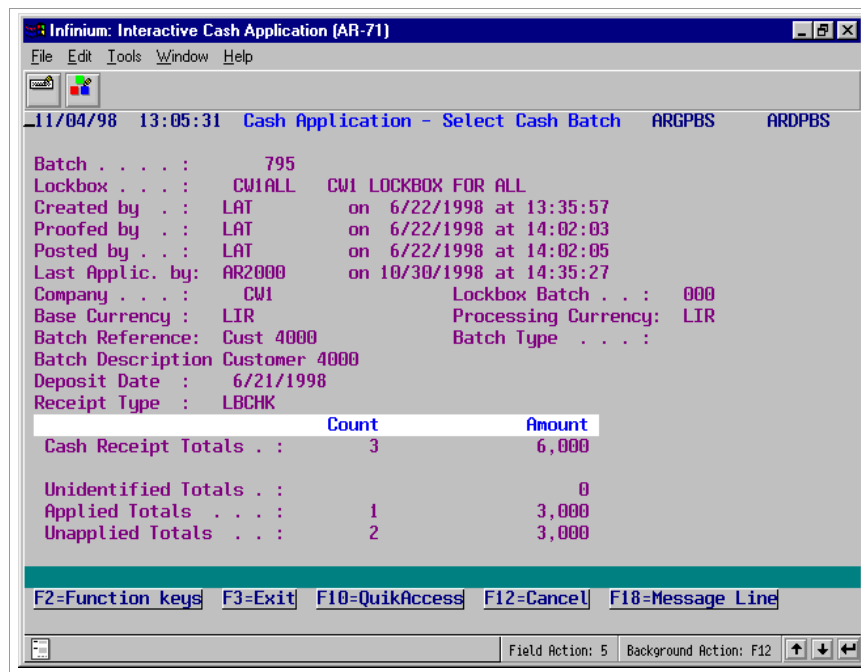 Infinium: Interactive Cash Application (AR-71)
File Edit Tools Window Help
11/04/98 13:05:31 Cash Application - Select Cash Batch ARGPBS ARDPBS
Batch . . . . : 795
Lockbox . . . : CW1ALL CW1 LOCKBOX FOR ALL
Created by . : LAT on 6/22/1998 at 13:35:57
Proofed by . : LAT on 6/22/1998 at 14:02:03
Posted by . . : LAT on 6/22/1998 at 14:02:05
Last Applic. by: AR2000 on 10/30/1998 at 14:35:27
Company . . . : CW1 Lockbox Batch . . : 000
Base Currency : LIR Processing Currency: LIR
Batch Reference: Cust 4000 Batch Type . . . :
Batch Description Customer 4000
Deposit Date : 6/21/1998
Receipt Type : LBCHK
Count Amount
Cash Receipt Totals . : 3 6,000
Unidentified Totals . : 0
Applied Totals . . . : 1 3,000
Unapplied Totals . . : 2 3,000
F2=Function keys F3=Exit F10=QuikAccess F12=Cancel F18=Message Line
Field Action: 5 Background Action: F12